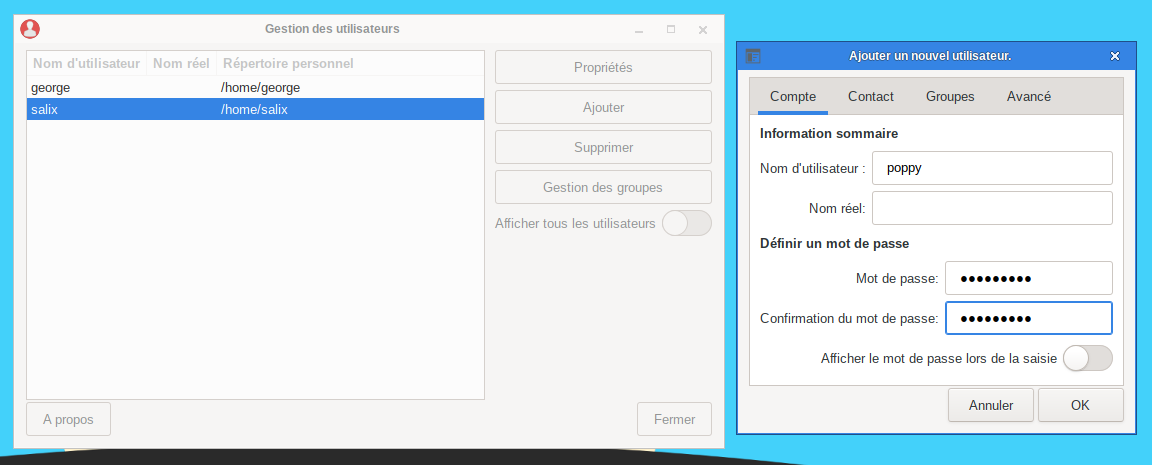 Gestion des utilisateurs
Nom d'utilisateur Nom réel Répertoire personnel
george /home/george
salix /home/salix
Propriétés
Ajouter
Supprimer
Gestion des groupes
Afficher tous les utilisateurs
A propos
Fermer
Ajouter un nouvel utilisateur.
Compte Contact Groupes Avancé
Information sommaire
Nom d'utilisateur : poppy
Nom réel:
Définir un mot de passe
Mot de passe: ●●●●●●●●●
Confirmation du mot de passe: ●●●●●●●●●
Afficher le mot de passe lors de la saisie
Annuler OK